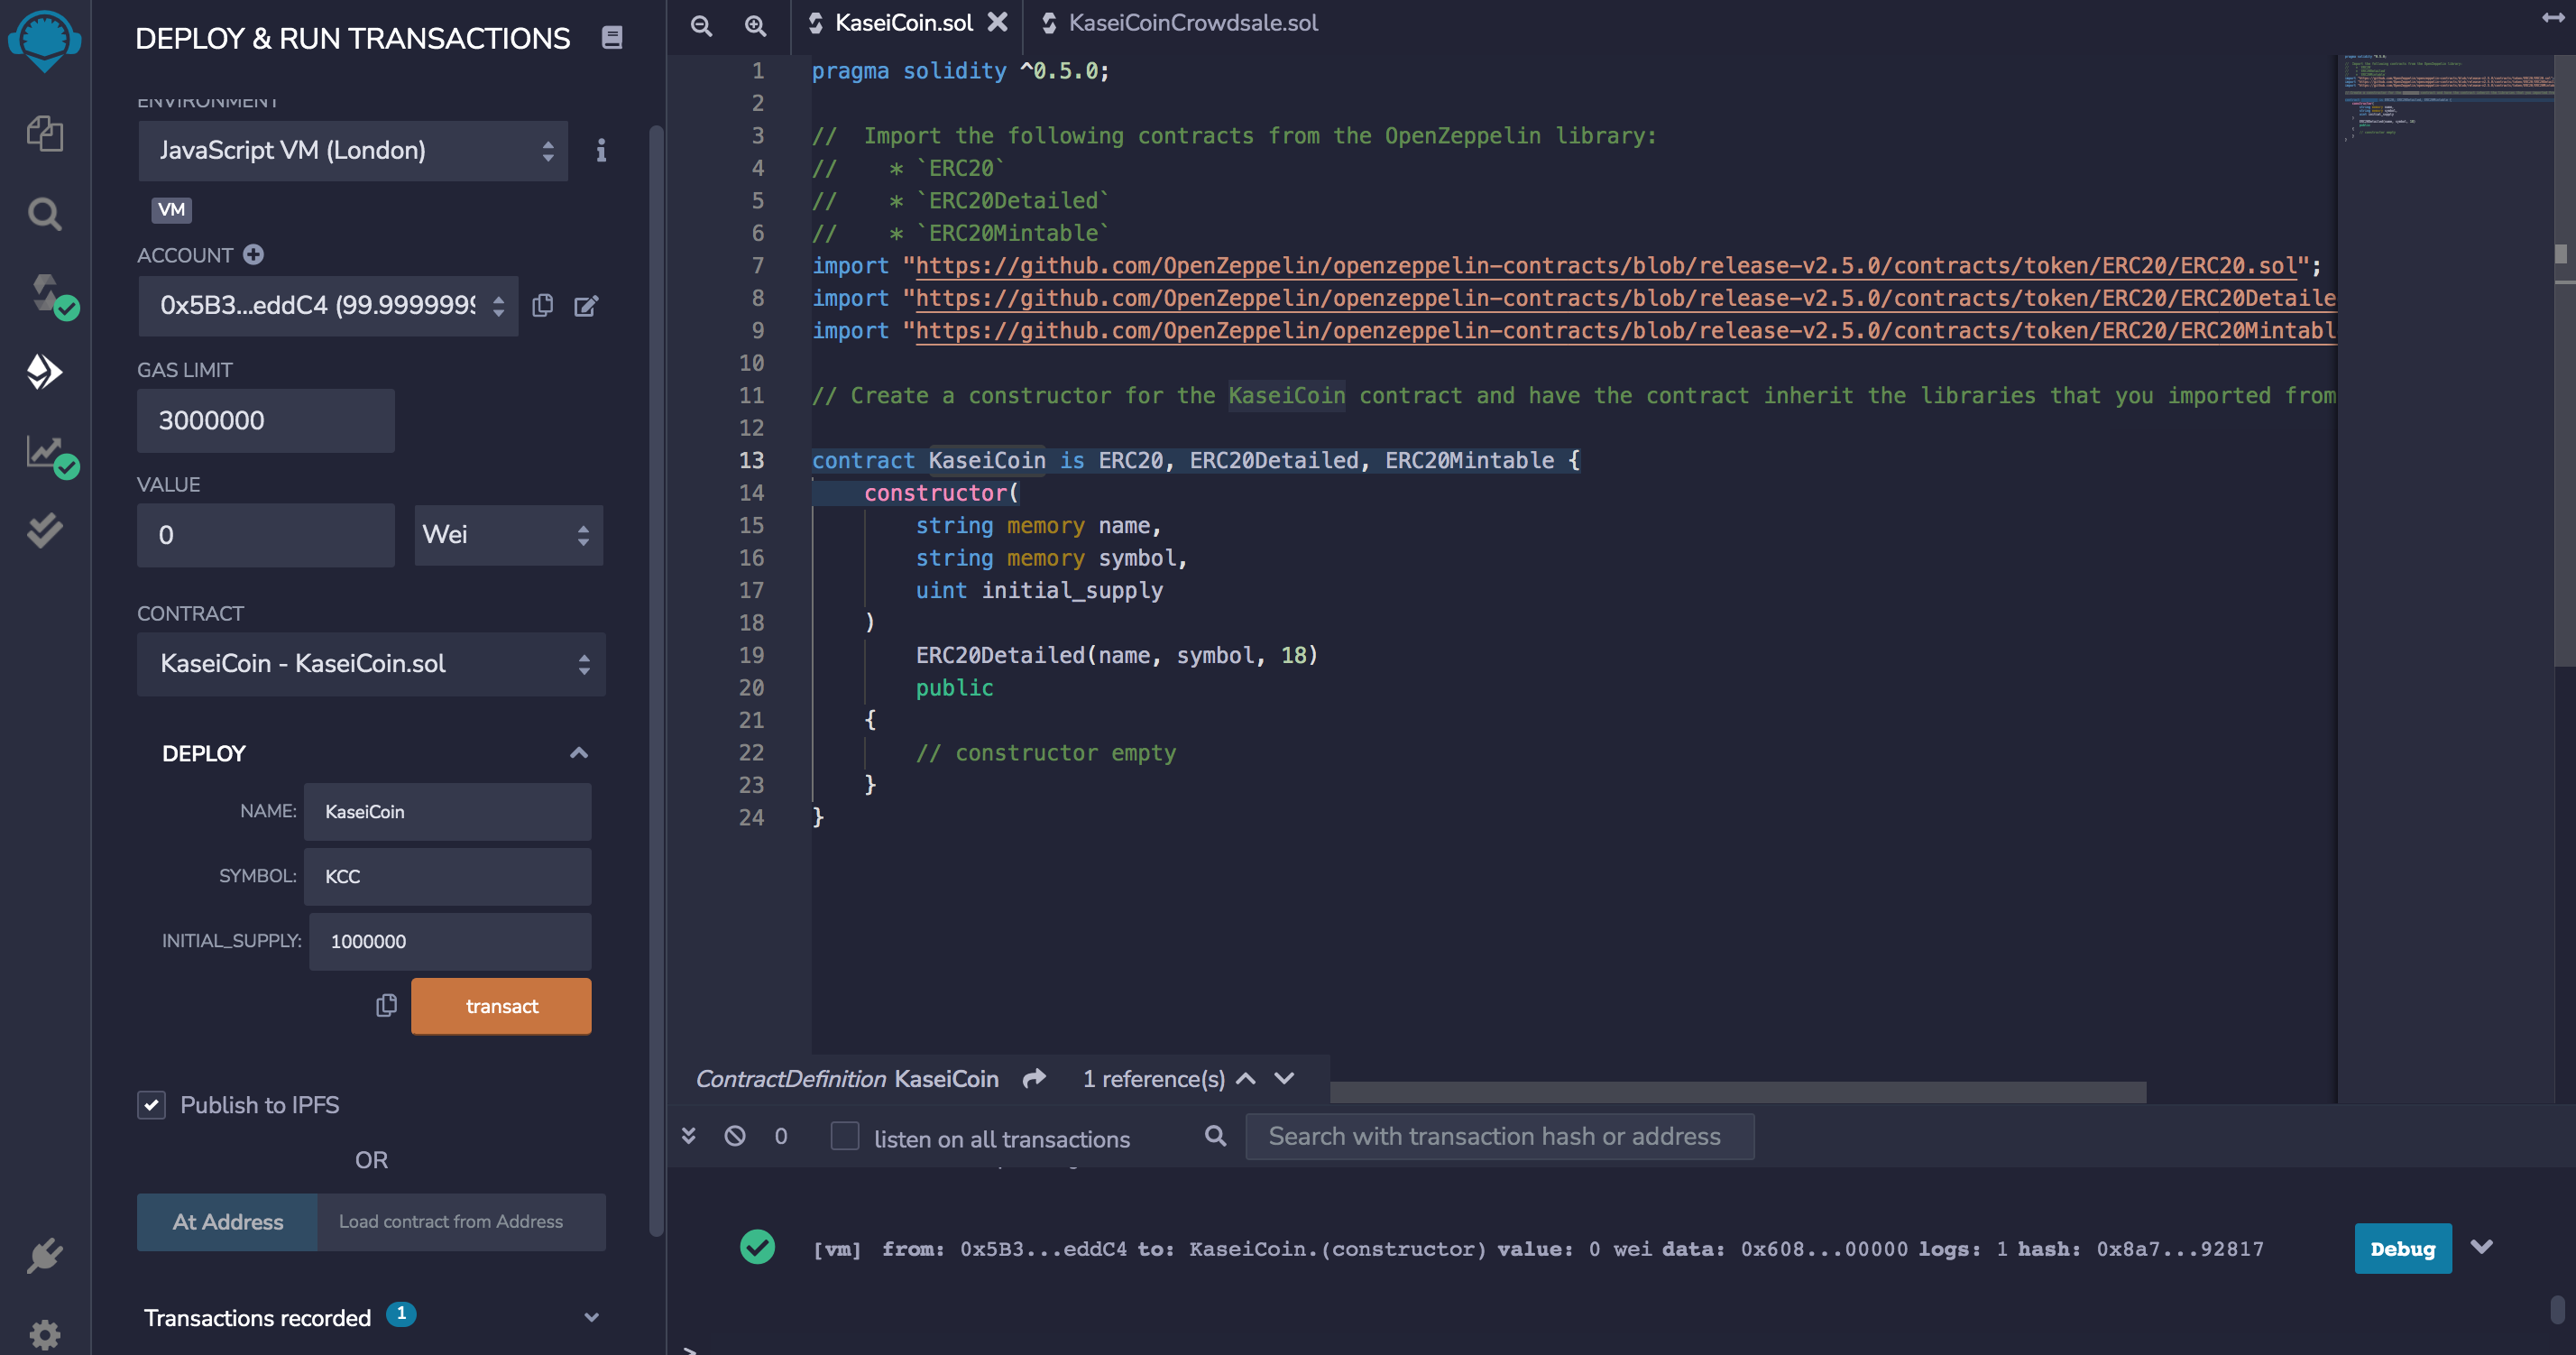 DEPLOY & RUN TRANSACTIONS
ENVIRONMENT
JavaScript VM (London)
VM
ACCOUNT
0x5B3...eddC4 (99.9999999
GAS LIMIT
3000000
VALUE
0
Wei
CONTRACT
KaseiCoin - KaseiCoin.sol
DEPLOY
NAME: KaseiCoin
SYMBOL: KCC
INITIAL_SUPPLY: 1000000
transact
Publish to IPFS
OR
At Address Load contract from Address
Transactions recorded 1
KaseiCoin.sol KaseiCoinCrowdsale.sol
1 pragma solidity ^0.5.0;
2
3 //  Import the following contracts from the OpenZeppelin library:
4 //    * `ERC20`
5 //    * `ERC20Detailed`
6 //    * `ERC20Mintable`
7 import "https://github.com/OpenZeppelin/openzeppelin-contracts/blob/release-v2.5.0/contracts/token/ERC20/ERC20.sol";
8 import "https://github.com/OpenZeppelin/openzeppelin-contracts/blob/release-v2.5.0/contracts/token/ERC20/ERC20Detaile
9 import "https://github.com/OpenZeppelin/openzeppelin-contracts/blob/release-v2.5.0/contracts/token/ERC20/ERC20Mintabl
10
11 // Create a constructor for the KaseiCoin contract and have the contract inherit the libraries that you imported from
12
13 contract KaseiCoin is ERC20, ERC20Detailed, ERC20Mintable {
14     constructor(
15         string memory name,
16         string memory symbol,
17         uint initial_supply
18     )
19         ERC20Detailed(name, symbol, 18)
20         public
21     {
22         // constructor empty
23     }
24 }
ContractDefinition KaseiCoin 1 reference(s)
0 listen on all transactions Search with transaction hash or address
[vm] from: 0x5B3...eddC4 to: KaseiCoin.(constructor) value: 0 wei data: 0x608...00000 logs: 1 hash: 0x8a7...92817
Debug
>